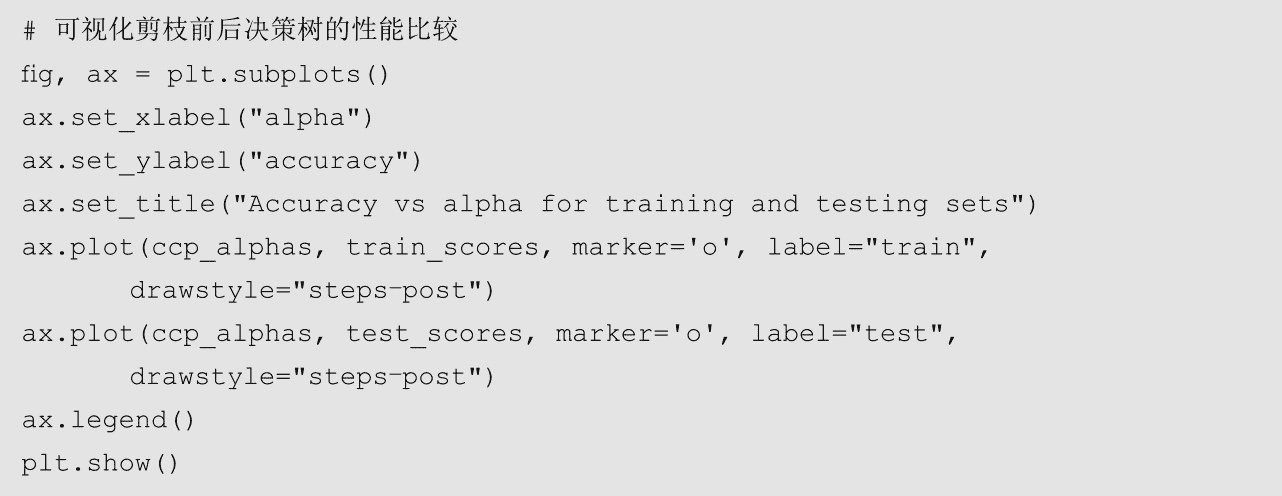 # 可视化剪枝前后决策树的性能比较
fig, ax = plt.subplots()
ax.set_xlabel("alpha")
ax.set_ylabel("accuracy")
ax.set_title("Accuracy vs alpha for training and testing sets")
ax.plot(ccp_alphas, train_scores, marker='o', label="train",
drawstyle="steps-post")
ax.plot(ccp_alphas, test_scores, marker='o', label="test",
drawstyle="steps-post")
ax.legend()
plt.show()